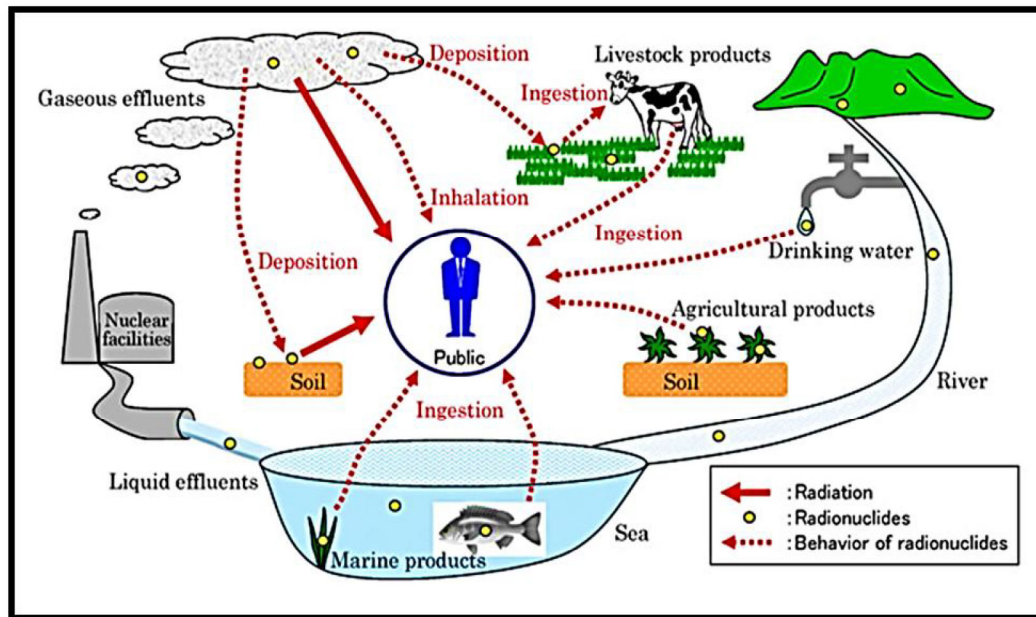 Deposition
Livestock products
Ingestion
Gaseous effluents
Inhalation
Ingestion
Drinking water
Deposition
Agricultural products
Nuclear
facilities
Public
Soil
Soil
River
Ingestion
Liquid effluents
Sea
Marine products
:Radiation
:Radionuclides
:Behavior of radionuclides